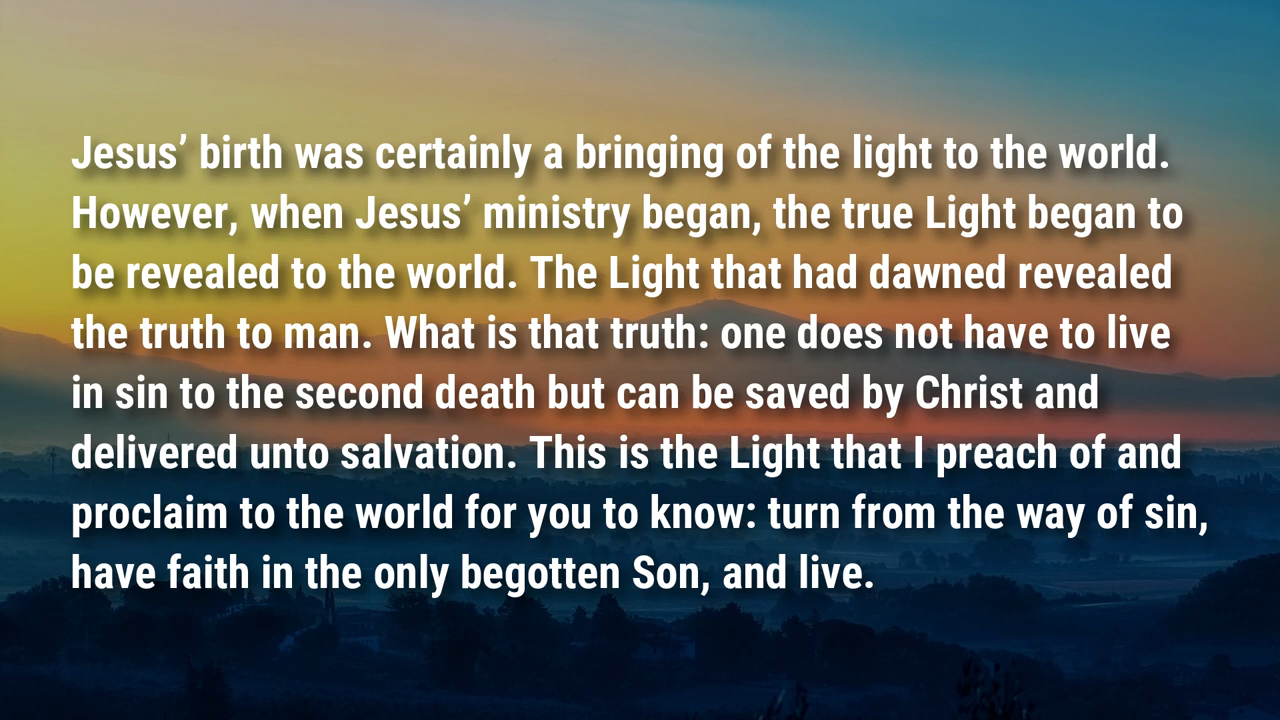 Jesus’ birth was certainly a bringing of the light to the world.
However, when Jesus’ ministry began, the true Light began to
be revealed to the world. The Light that had dawned revealed
the truth to man. What is that truth: one does not have to live
in sin to the second death but can be saved by Christ and
delivered unto salvation. This is the Light that I preach of and
proclaim to the world for you to know: turn from the way of sin,
have faith in the only begotten Son, and live.